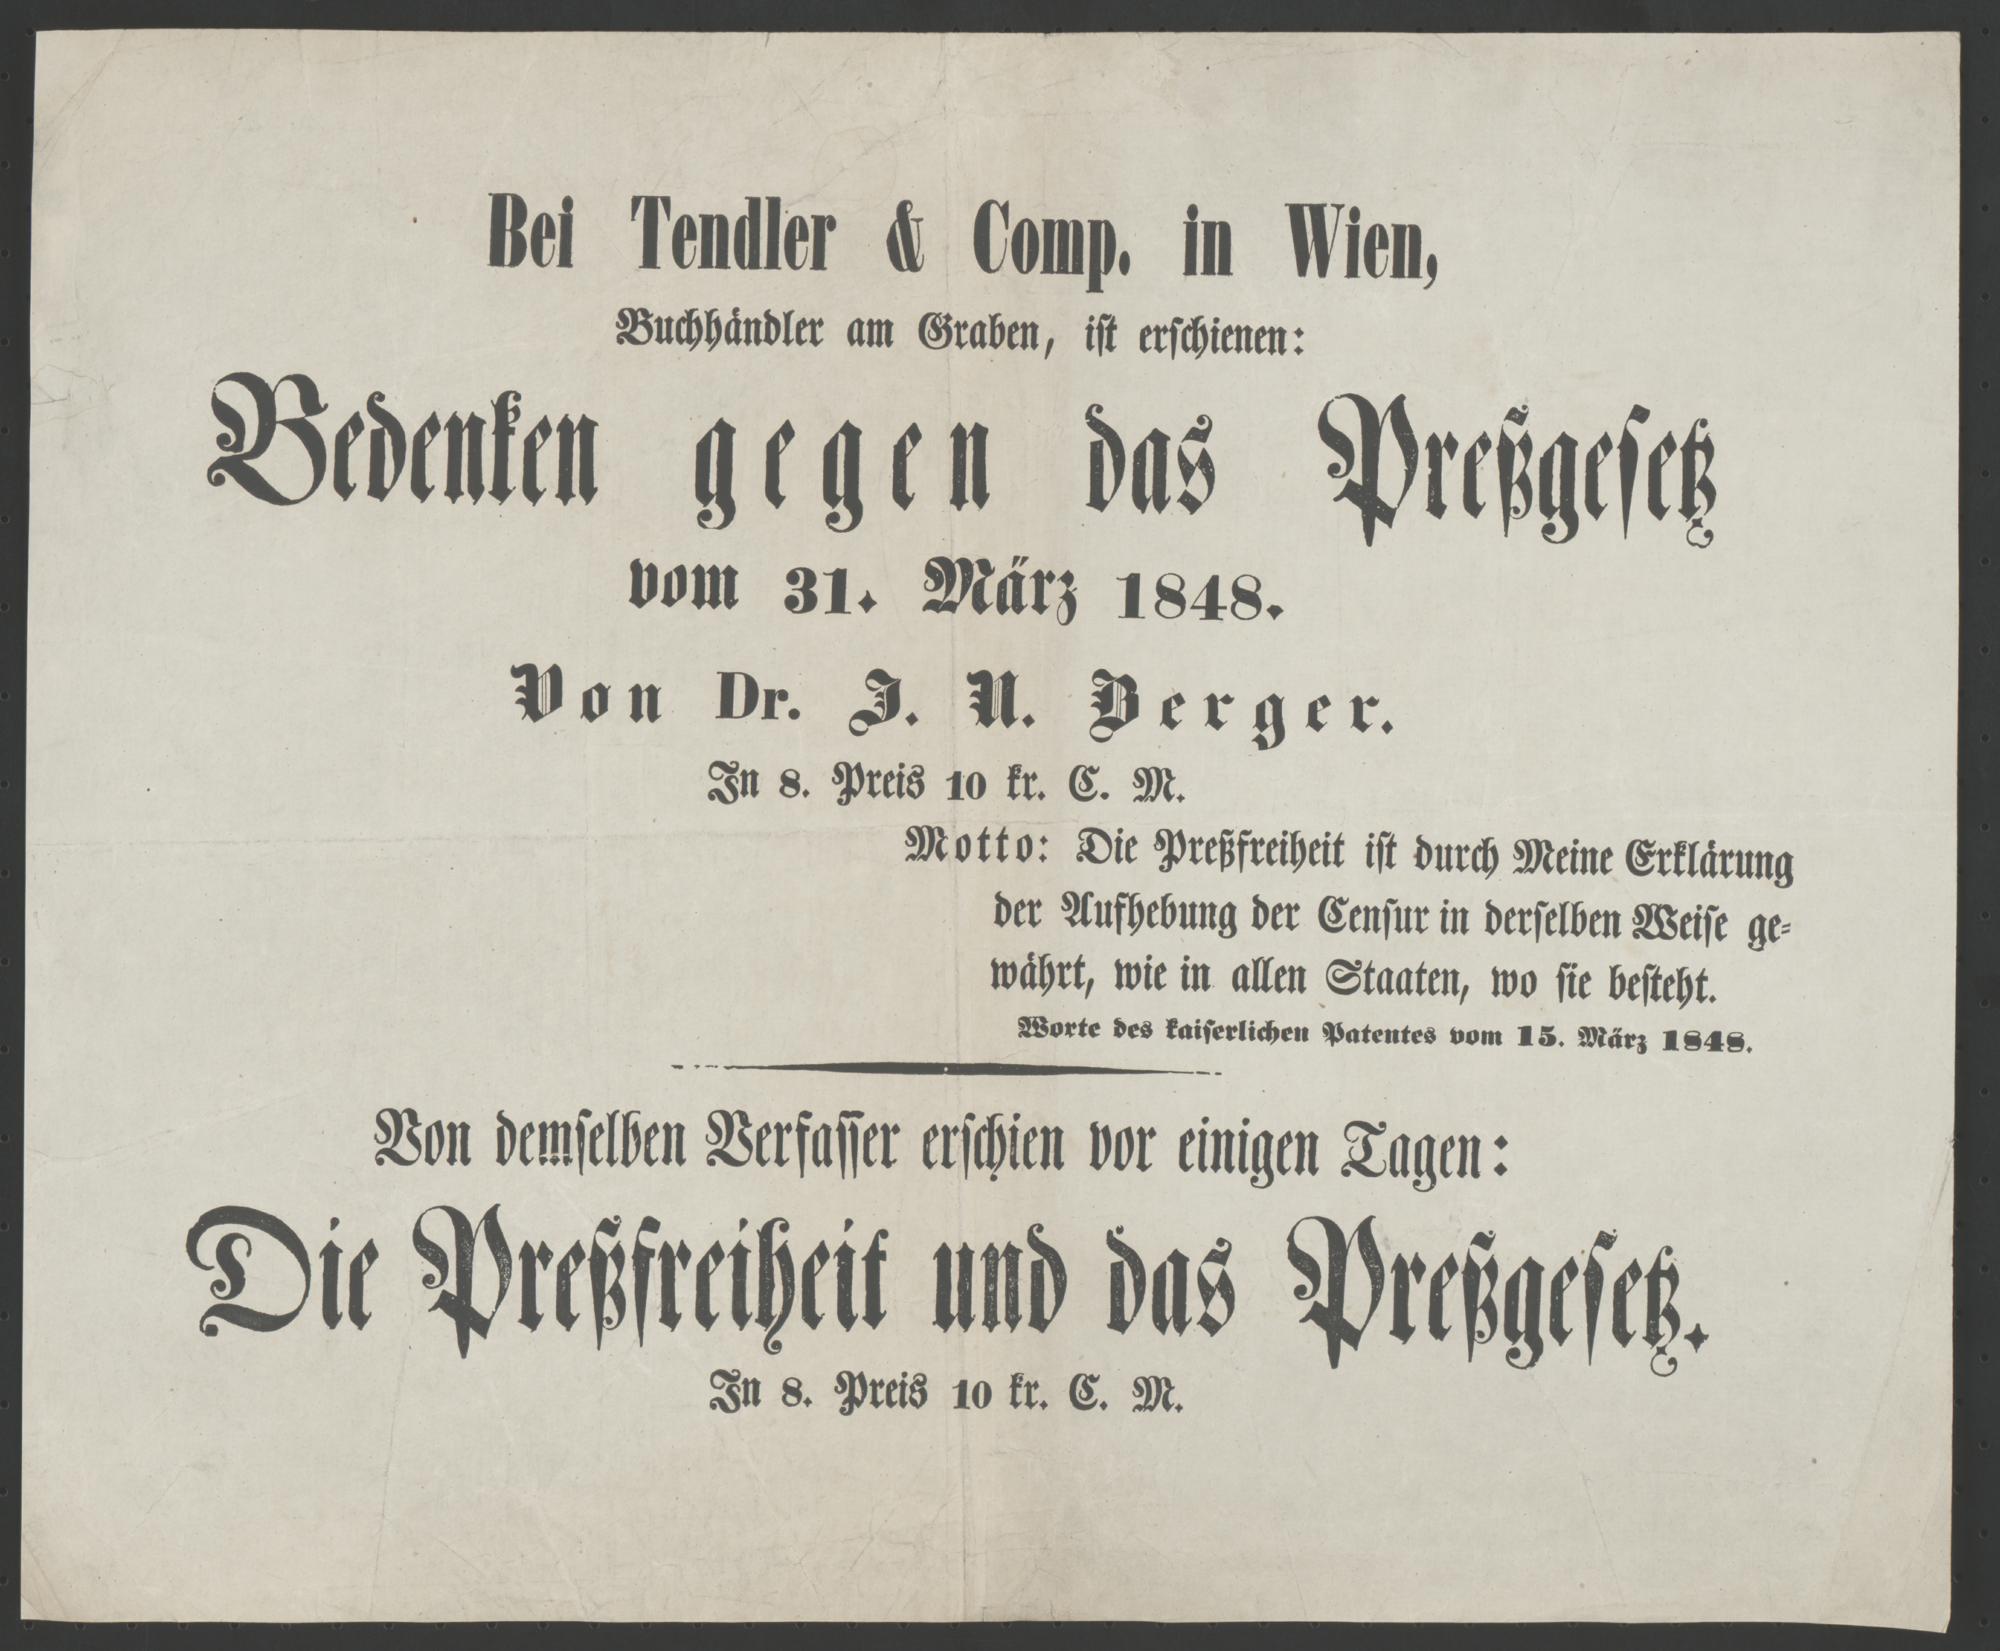 Bei Tendler & Comp. in Wien,
Buchhändler am Graben, ist erschienen:
Bedenken gegen das Preßgesetz
vom 31. März 1848.
Von Dr. J. N. Berger.
In 8. Preis 10 kr. C. M.
Motto: Die Preßfreiheit ist durch Meine Erklärung
der Aufhebung der Censur in derselben Weise ge-
währt, wie in allen Staaten, wo sie besteht.
Worte des kaiserlichen Patentes vom 15. März 1848.
Von demselben Verfasser erschien vor einigen Tagen:
Die Preßfreiheit und das Preßgesetz.
In 8. Preis 10 kr. C. M.